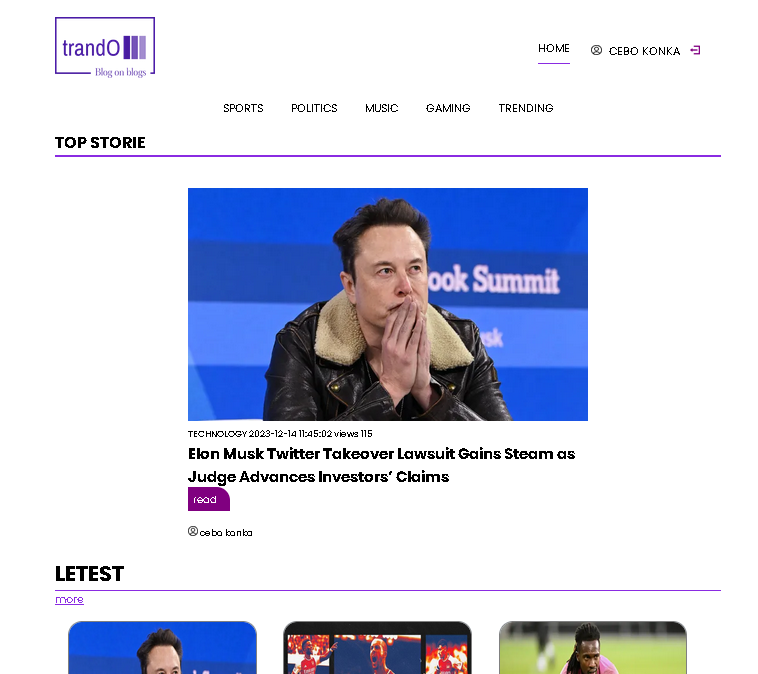 trandO
Blog on blogs
HOME
CEBO KONKA
SPORTS POLITICS MUSIC GAMING TRENDING
TOP STORIE
ook Summit
sk
TECHNOLOGY 2023-12-14 11:45:02 views 115
Elon Musk Twitter Takeover Lawsuit Gains Steam as
Judge Advances Investors’ Claims
read
cebo konka
LETEST
more